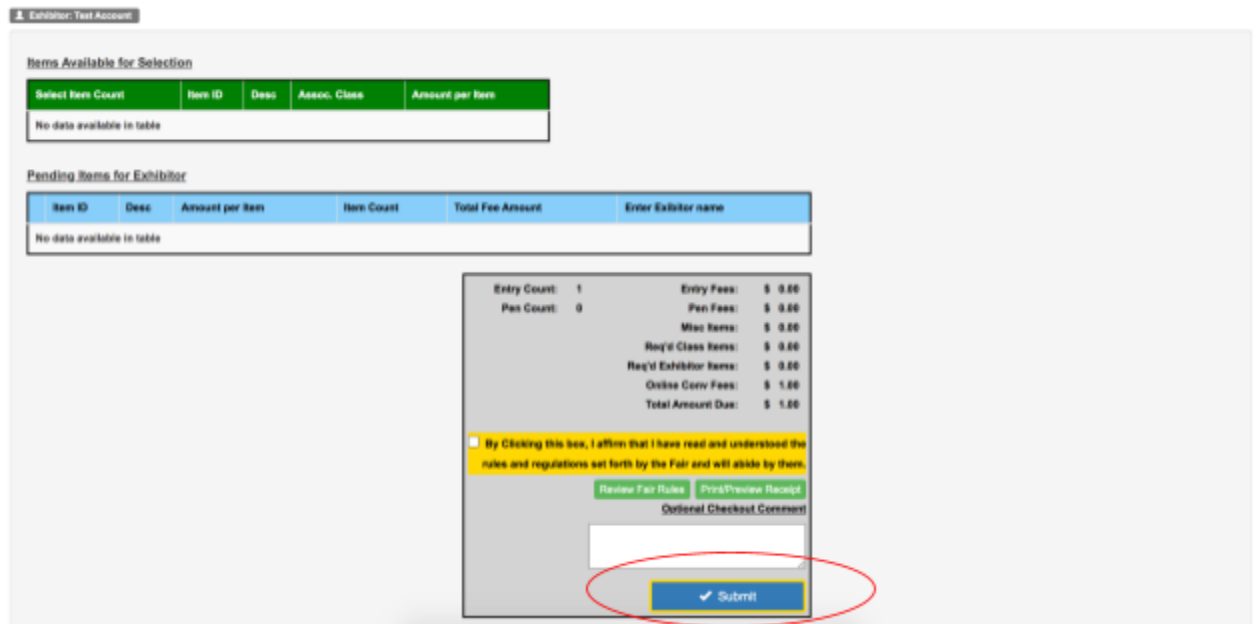 Exhibitor: Test Account
Items Available for Selection
Select Item Count Item ID Desc Assoc. Class Amount per Item
No data available in table
Pending Items for Exhibitor
Item ID Desc Amount per Item Item Count Total Fee Amount Enter Exibitor name
No data available in table
Entry Count: 1 Entry Fees: $ 0.00
Pen Count: 0 Pen Fees: $ 0.00
Misc Items: $ 0.00
Req'd Class Items: $ 0.00
Req'd Exhibitor Items: $ 0.00
Online Conv Fees: $ 1.00
Total Amount Due: $ 1.00
By Clicking this box, I affirm that I have read and understood the
rules and regulations set forth by the Fair and will abide by them.
Review Fair Rules Print/Preview Receipt
Optional Checkout Comment
Submit